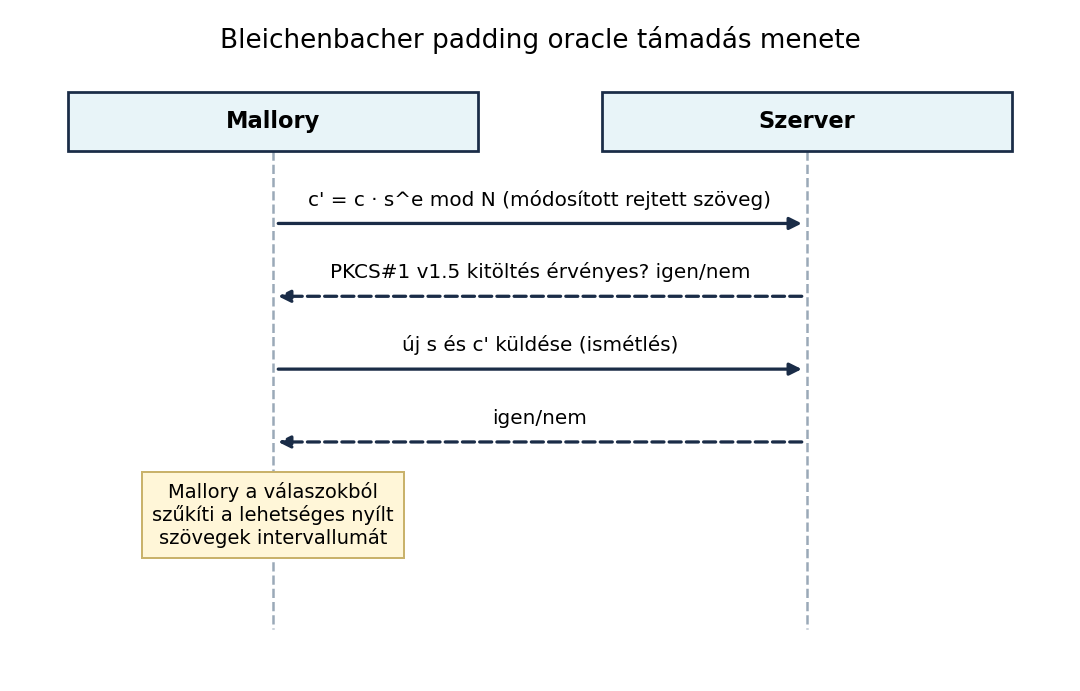 Bleichenbacher padding oracle támadás menete
Mallory
Szerver
c' = c · s^e mod N (módosított rejtett szöveg)
PKCS#1 v1.5 kitöltés érvényes? igen/nem
új s és c' küldése (ismétlés)
igen/nem
Mallory a válaszokból
szűkíti a lehetséges nyílt
szövegek intervallumát